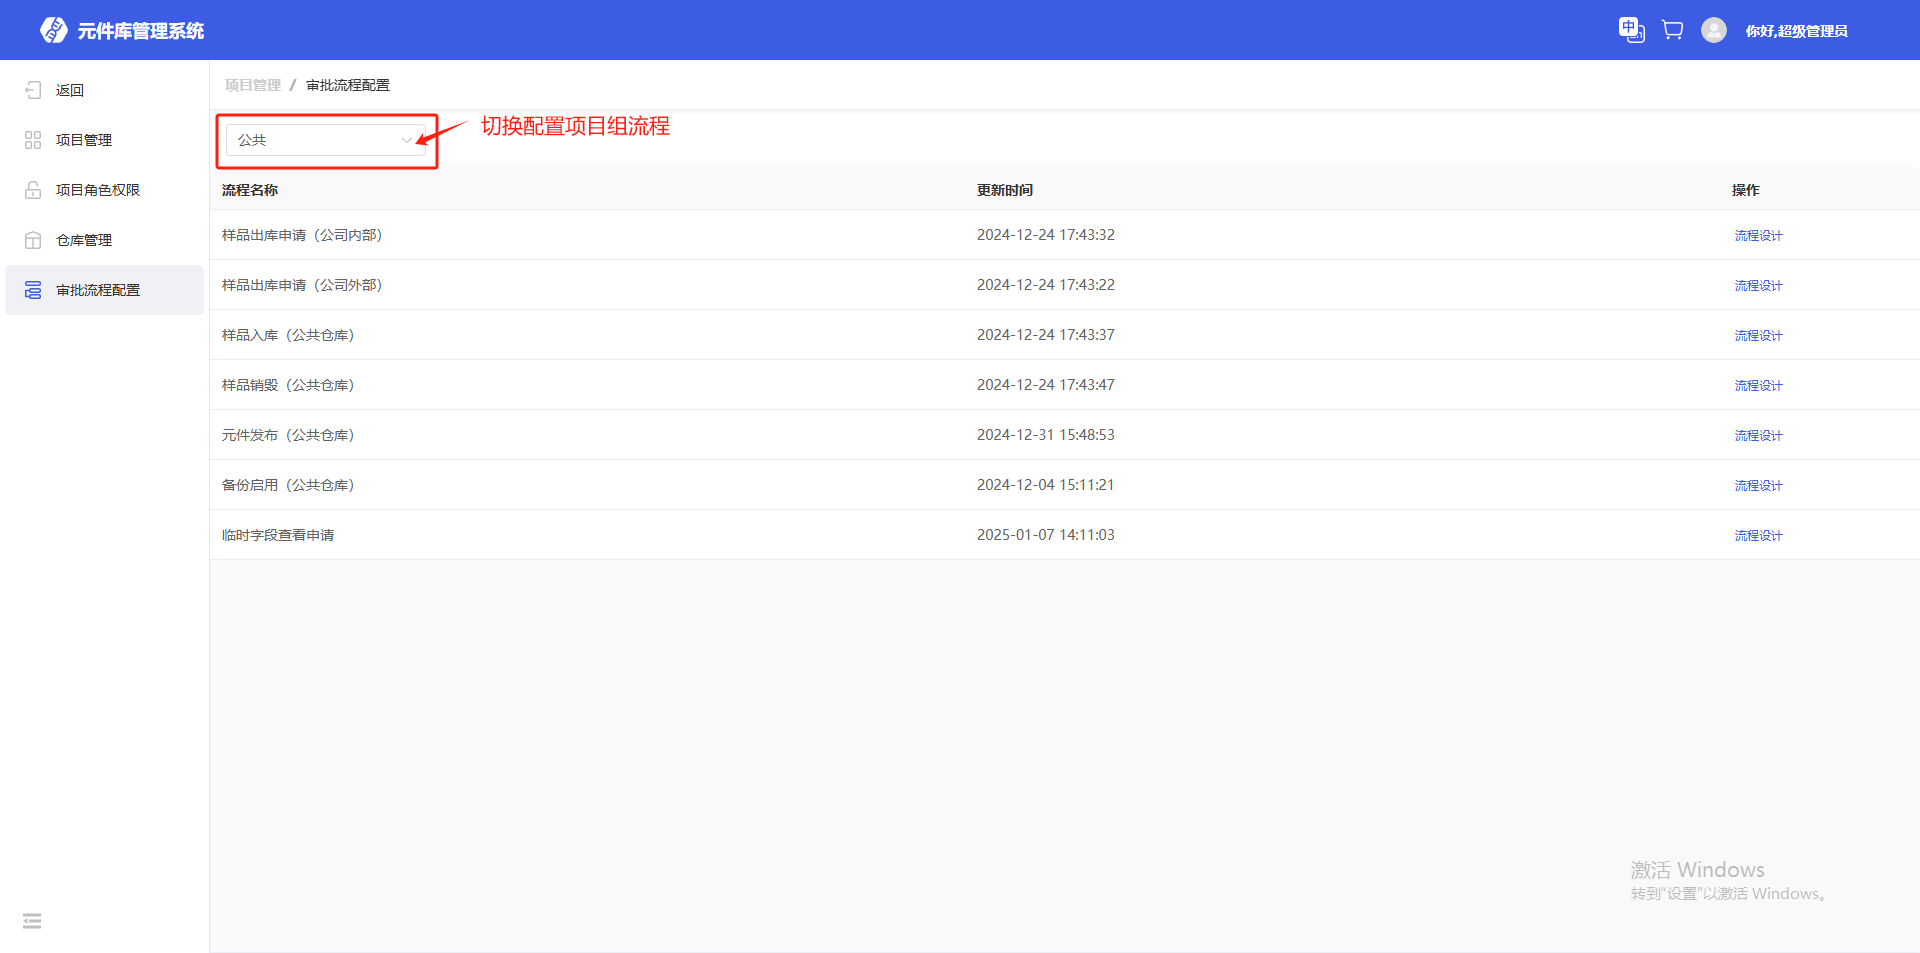 元件库管理系统
中
你好,超级管理员
返回
项目管理
项目角色权限
仓库管理
审批流程配置
项目管理 / 审批流程配置
公共
切换配置项目组流程
流程名称 更新时间 操作
样品出库申请（公司内部） 2024-12-24 17:43:32 流程设计
样品出库申请（公司外部） 2024-12-24 17:43:22 流程设计
样品入库（公共仓库） 2024-12-24 17:43:37 流程设计
样品销毁（公共仓库） 2024-12-24 17:43:47 流程设计
元件发布（公共仓库） 2024-12-31 15:48:53 流程设计
备份启用（公共仓库） 2024-12-04 15:11:21 流程设计
临时字段查看申请 2025-01-07 14:11:03 流程设计
激活 Windows
转到“设置”以激活 Windows。